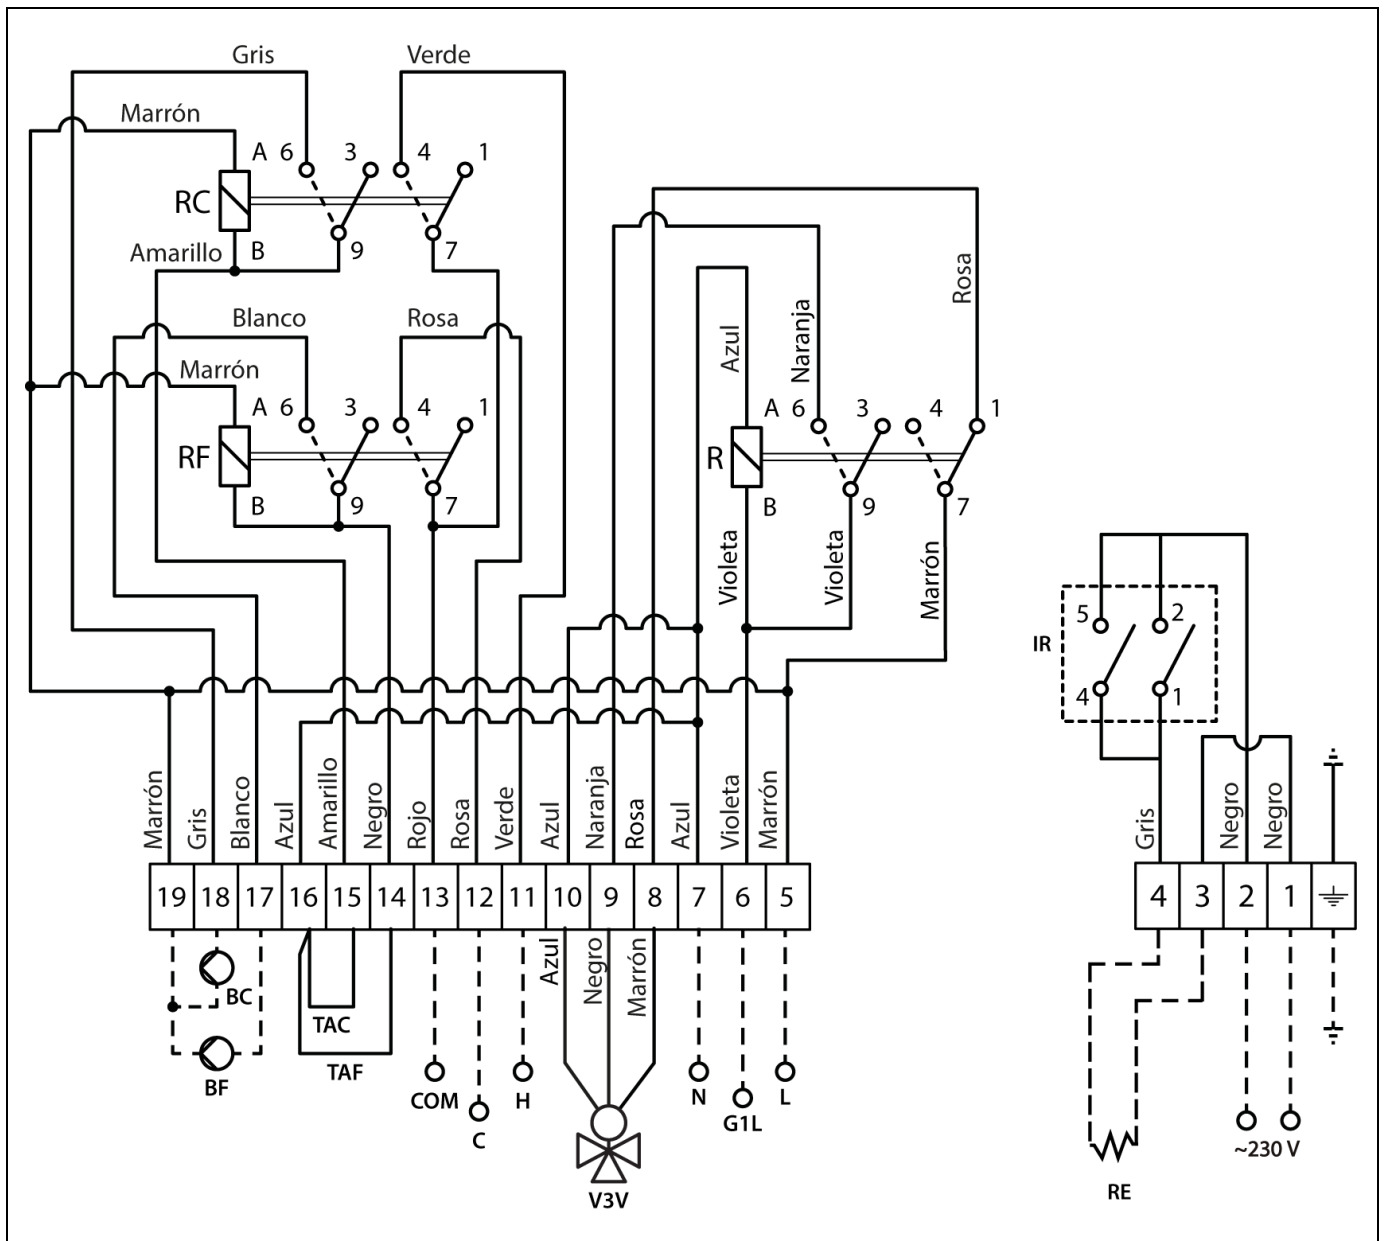 Gris Verde
Marrón
A 6 3 4 1
RC
Amarillo B 9 7
Blanco Rosa
Marrón
A 6 3 4 1
RF
B 9 7
Azul Naranja Rosa
A 6 3 4 1
R
B 9 7
Violeta Violeta Marrón
5 2
IR
4 1
Marrón Gris Blanco Azul Amarillo Negro Rojo Rosa Verde Azul Naranja Rosa Azul Violeta Marrón
Gris Negro Negro
19 18 17 16 15 14 13 12 11 10 9 8 7 6 5
4 3 2 1
Azul Negro Marrón
BC
TAC
BF
TAF
COM
C
H
V3V
N
G1L
L
~230 V
RE